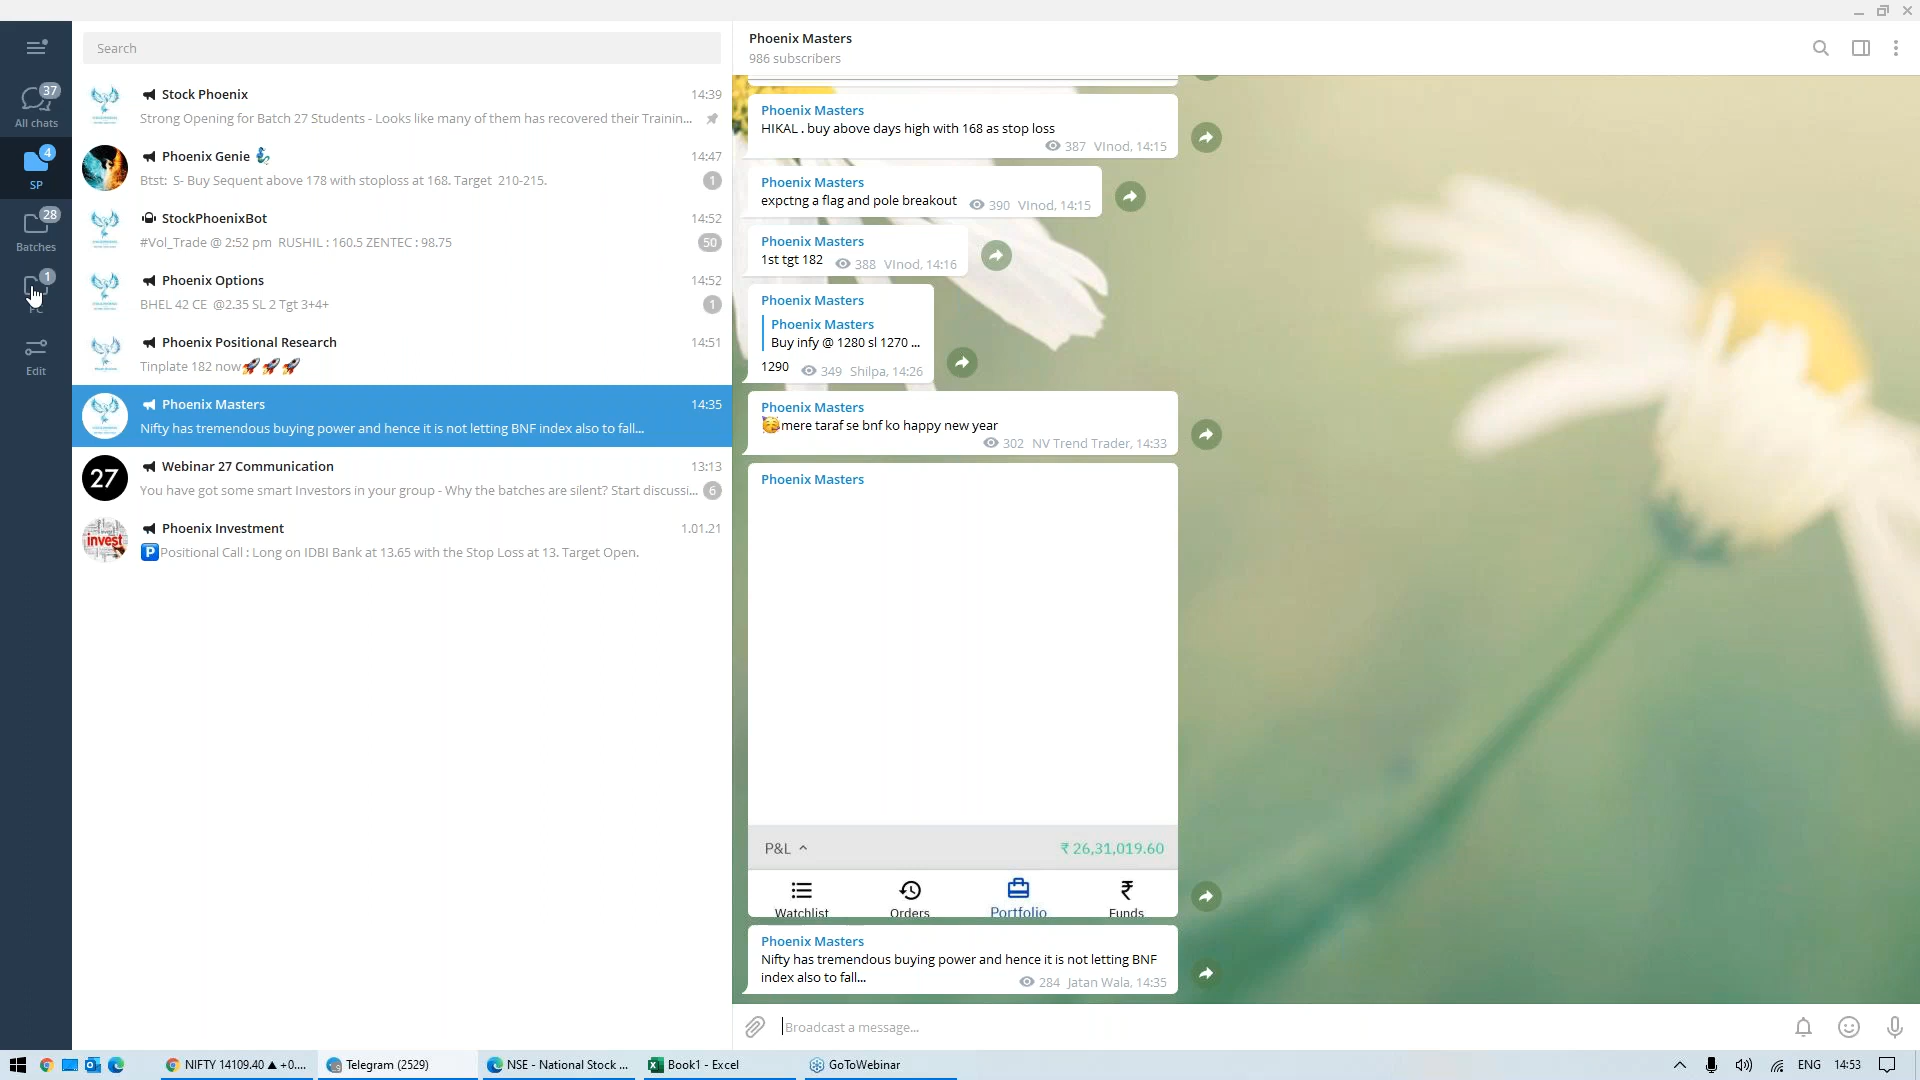 Search
37
All chats
4
SP
28
Batches
1
Edit
Stock Phoenix 14:39
Strong Opening for Batch 27 Students - Looks like many of them has recovered their Trainin...
Phoenix Genie 14:47
Btst: S- Buy Sequent above 178 with stoploss at 168. Target 210-215. 1
StockPhoenixBot 14:52
#Vol_Trade @ 2:52 pm RUSHIL : 160.5 ZENTEC : 98.75 50
Phoenix Options 14:52
BHEL 42 CE @2.35 SL 2 Tgt 3+4+ 1
Phoenix Positional Research 14:51
Tinplate 182 now🚀🚀🚀
Phoenix Masters 14:35
Nifty has tremendous buying power and hence it is not letting BNF index also to fall...
27 Webinar 27 Communication 13:13
You have got some smart Investors in your group - Why the batches are silent? Start discussi... 6
invest Phoenix Investment 1.01.21
🅿Positional Call : Long on IDBI Bank at 13.65 with the Stop Loss at 13. Target Open.
Phoenix Masters
986 subscribers
Phoenix Masters
HIKAL . buy above days high with 168 as stop loss
387 VInod, 14:15
Phoenix Masters
expctng a flag and pole breakout 390 VInod, 14:15
Phoenix Masters
1st tgt 182 388 VInod, 14:16
Phoenix Masters
Phoenix Masters
Buy infy @ 1280 sl 1270 ...
1290 349 Shilpa, 14:26
Phoenix Masters
🥳mere taraf se bnf ko happy new year
302 NV Trend Trader, 14:33
Phoenix Masters
P&L ₹ 26,31,019.60
Watchlist Orders Portfolio Funds
Phoenix Masters
Nifty has tremendous buying power and hence it is not letting BNF
index also to fall... 284 Jatan Wala, 14:35
Broadcast a message...
NIFTY 14109.40 ▲ +0.... Telegram (2529) NSE - National Stock ... Book1 - Excel GoToWebinar ENG 14:53